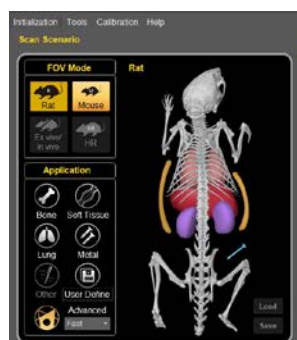 Initialization Tools Calibration Help
Scan Scenario
FOV Mode
Rat
Rat Mouse
Ex vivo/
in vivo
HR
Application
Bone Soft Tissue
Lung Metal
Other User Define
Advanced
Fast
Load
Save